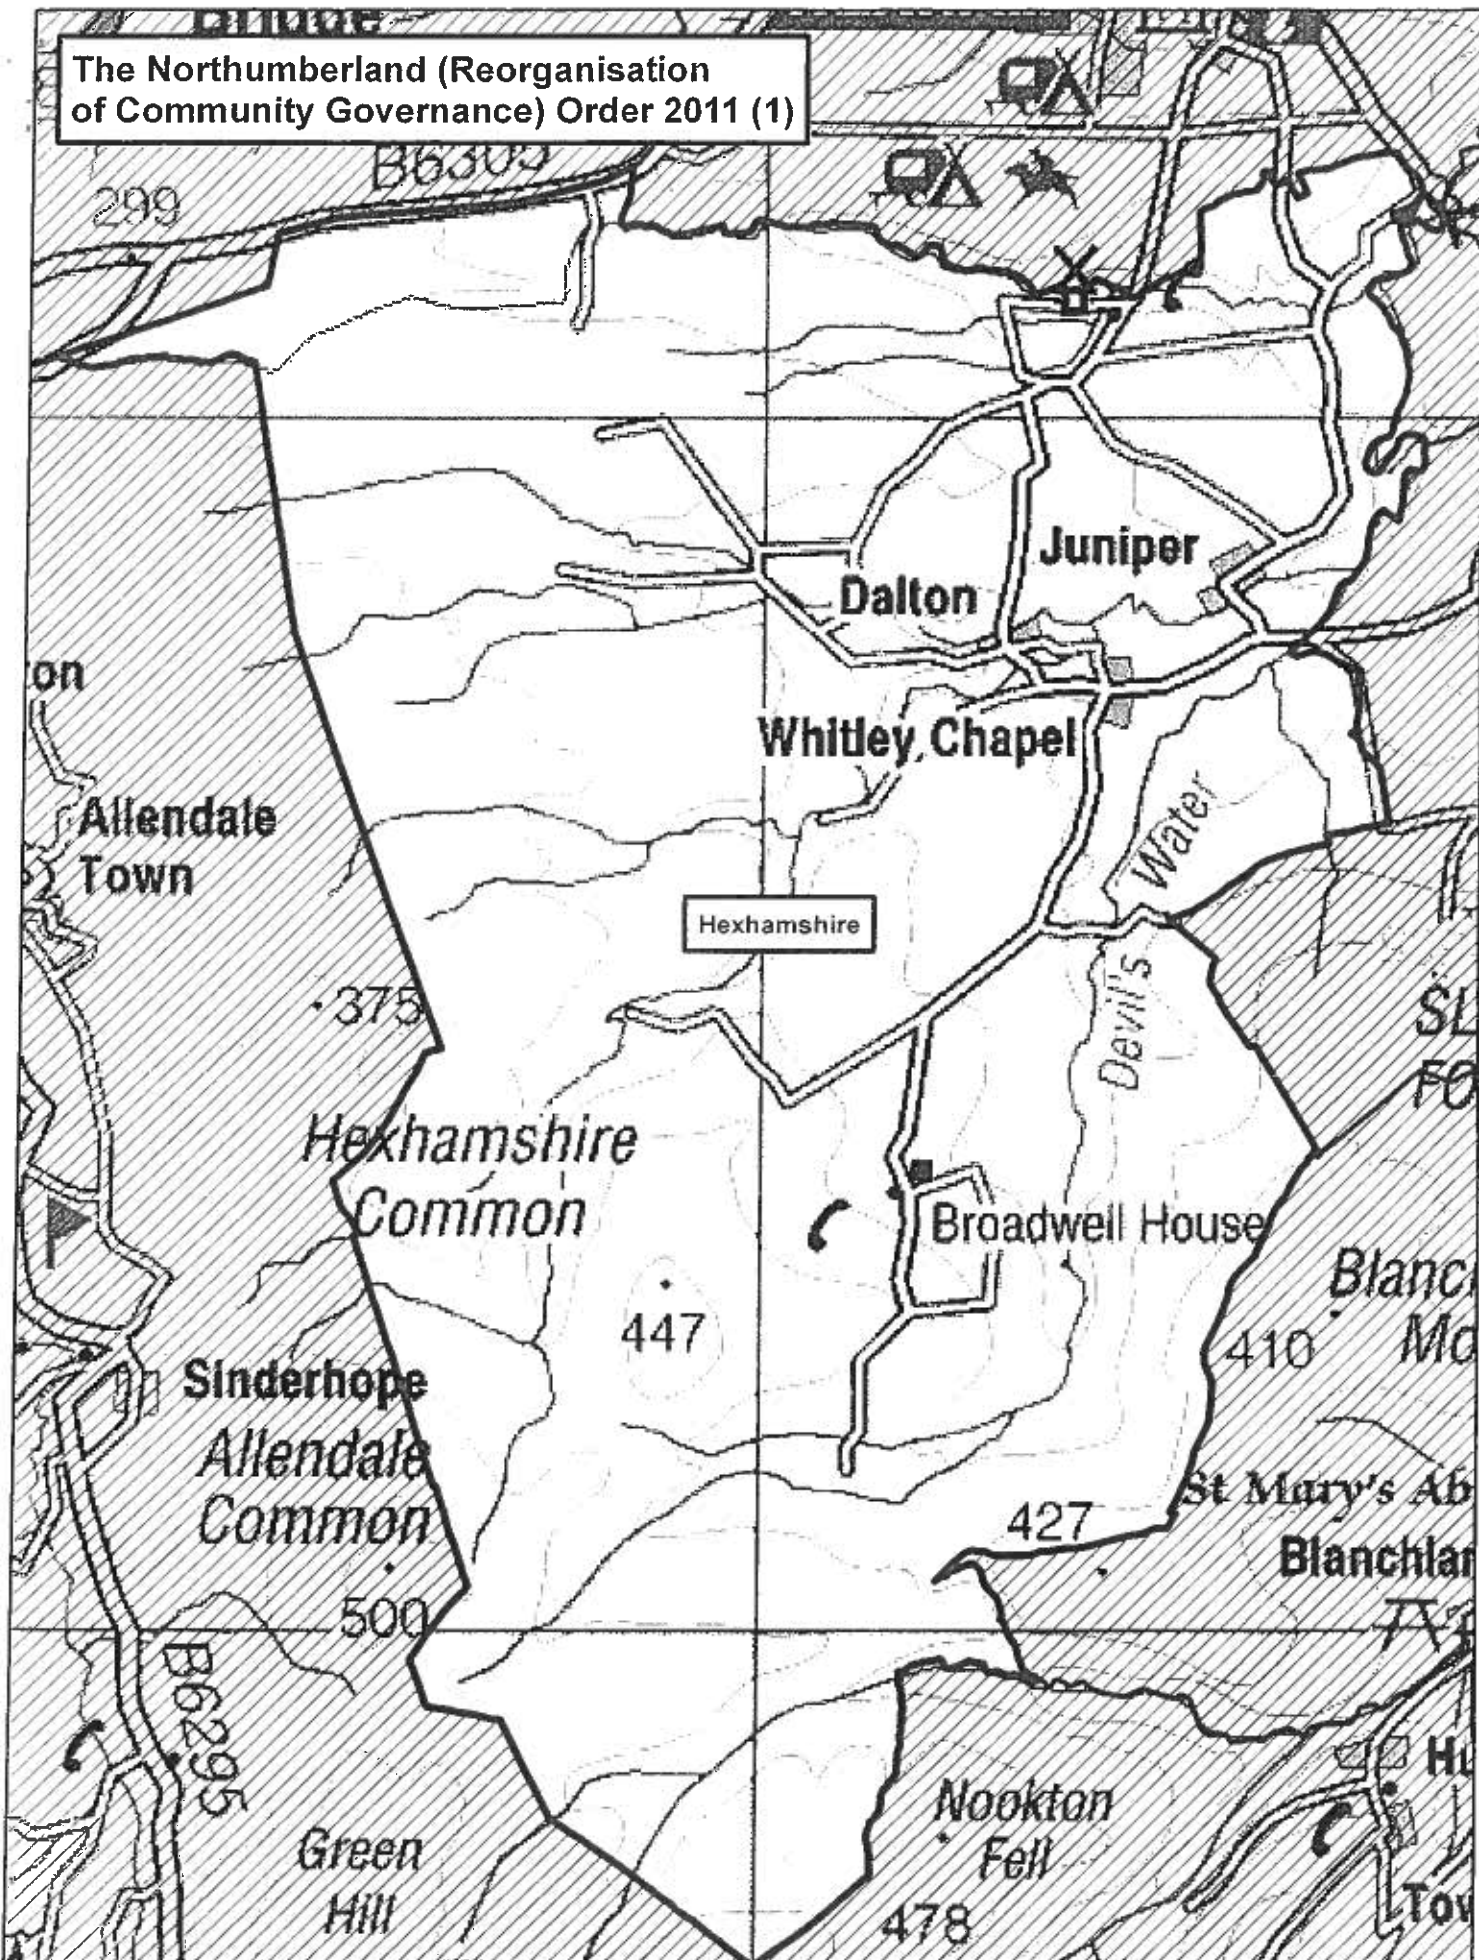 The Northumberland (Reorganisation
of Community Governance) Order 2011 (1)
B6305
299
Juniper
Dalton
Whitley Chapel
Allendale
Town
Water
Hexhamshire
375
Devil's
Hexhamshire
Common
Broadwell House
447
410
Sinderhope
Allendale
Common
St Mary's Ab
427
Blanchlan
500
B6295
Nookton
Fell
Green
Hill
478